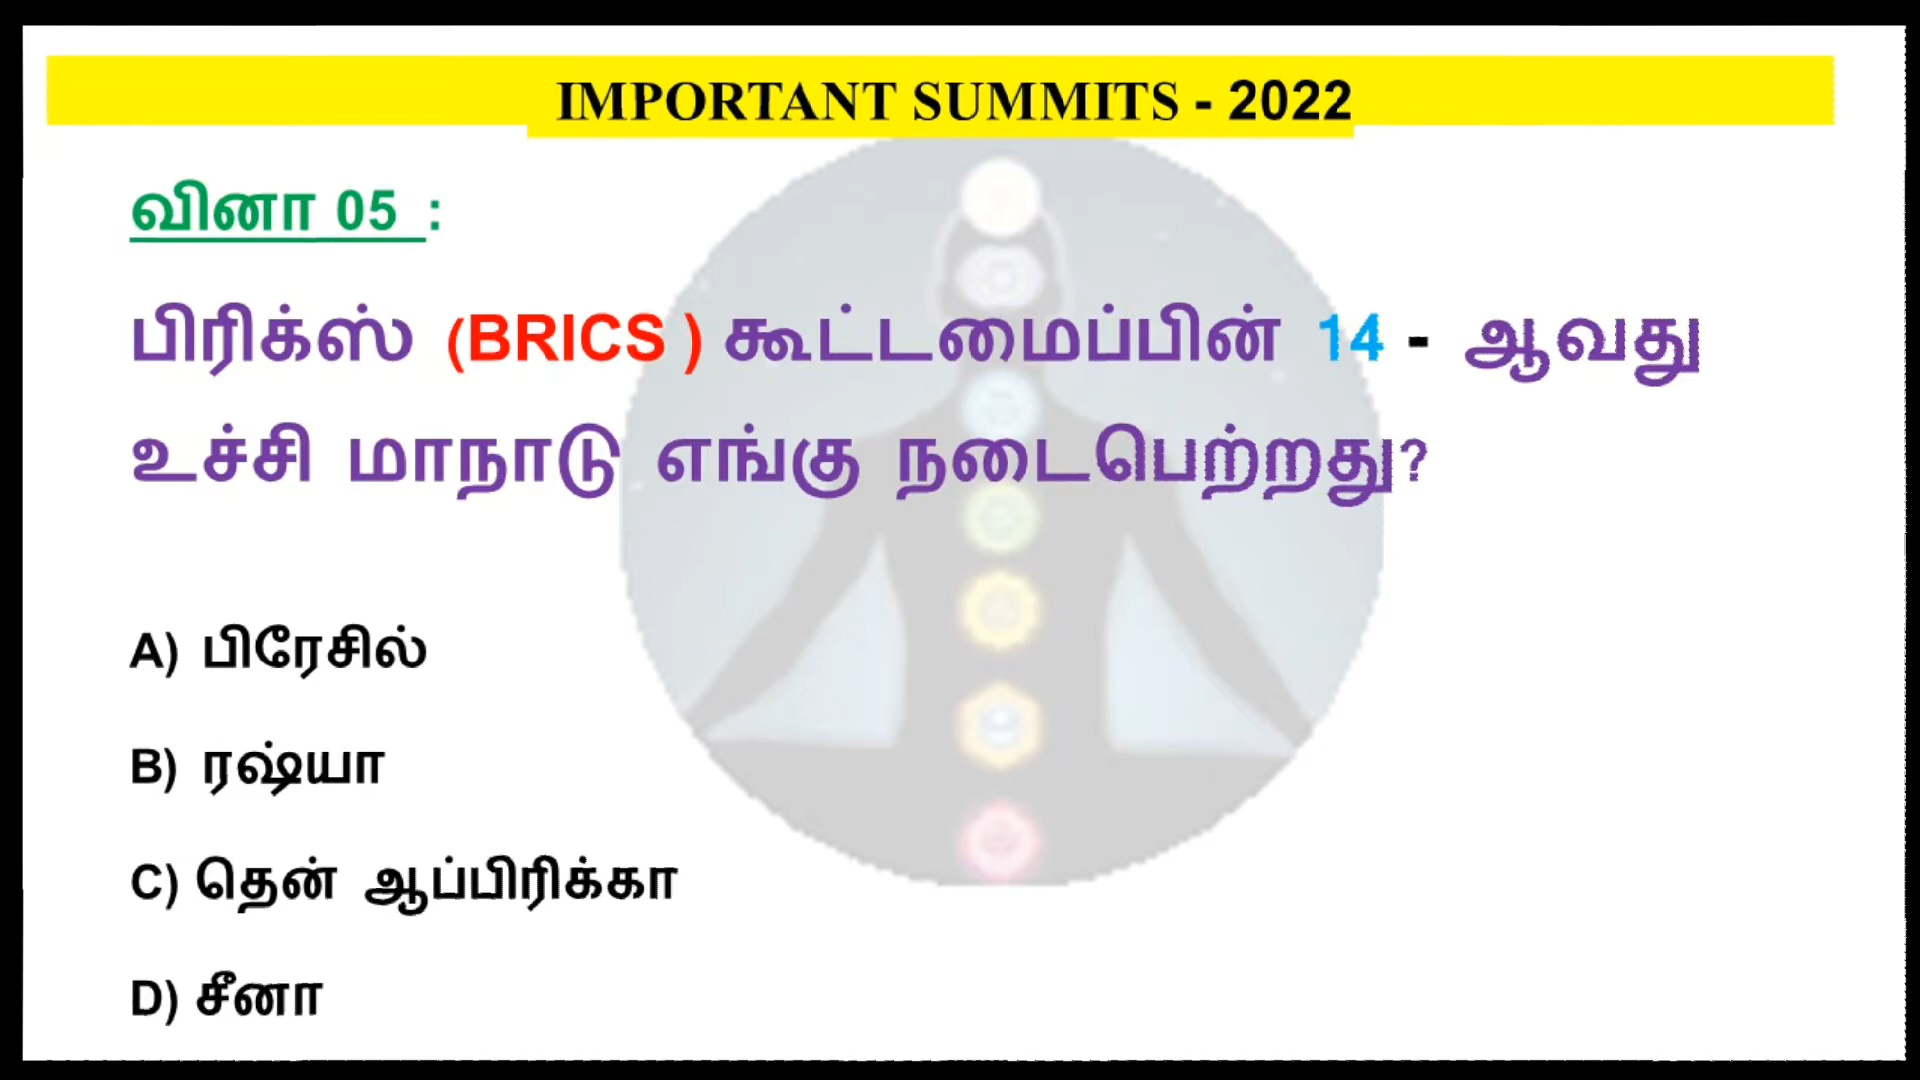 IMPORTANT SUMMITS - 2022
வினா 05 :
பிரிக்ஸ் (BRICS ) கூட்டமைப்பின் 14 - ஆவது
உச்சி மாநாடு எங்கு நடைபெற்றது?
A) பிரேசில்
B) ரஷ்யா
C) தென் ஆப்பிரிக்கா
D) சீனா